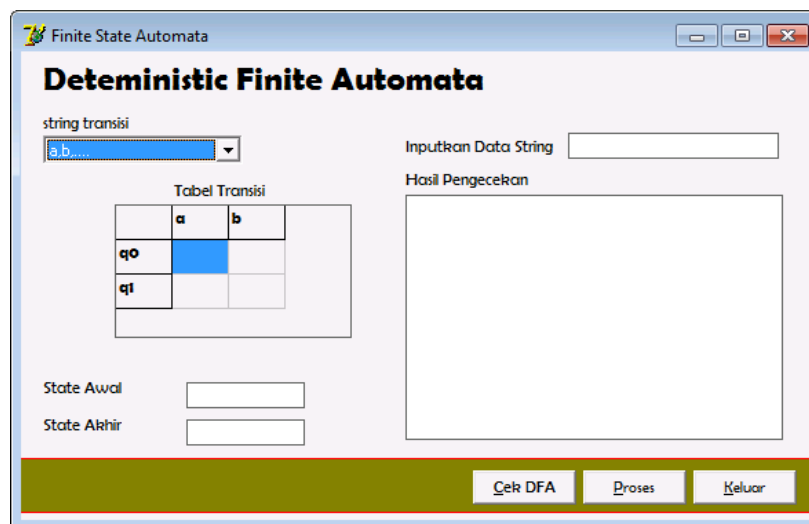 Finite State Automata
Deteministic Finite Automata
string transisi
a,b,....
Tabel Transisi
a b
q0
q1
State Awal
State Akhir
Inputkan Data String
Hasil Pengecekan
Cek DFA Proses Keluar